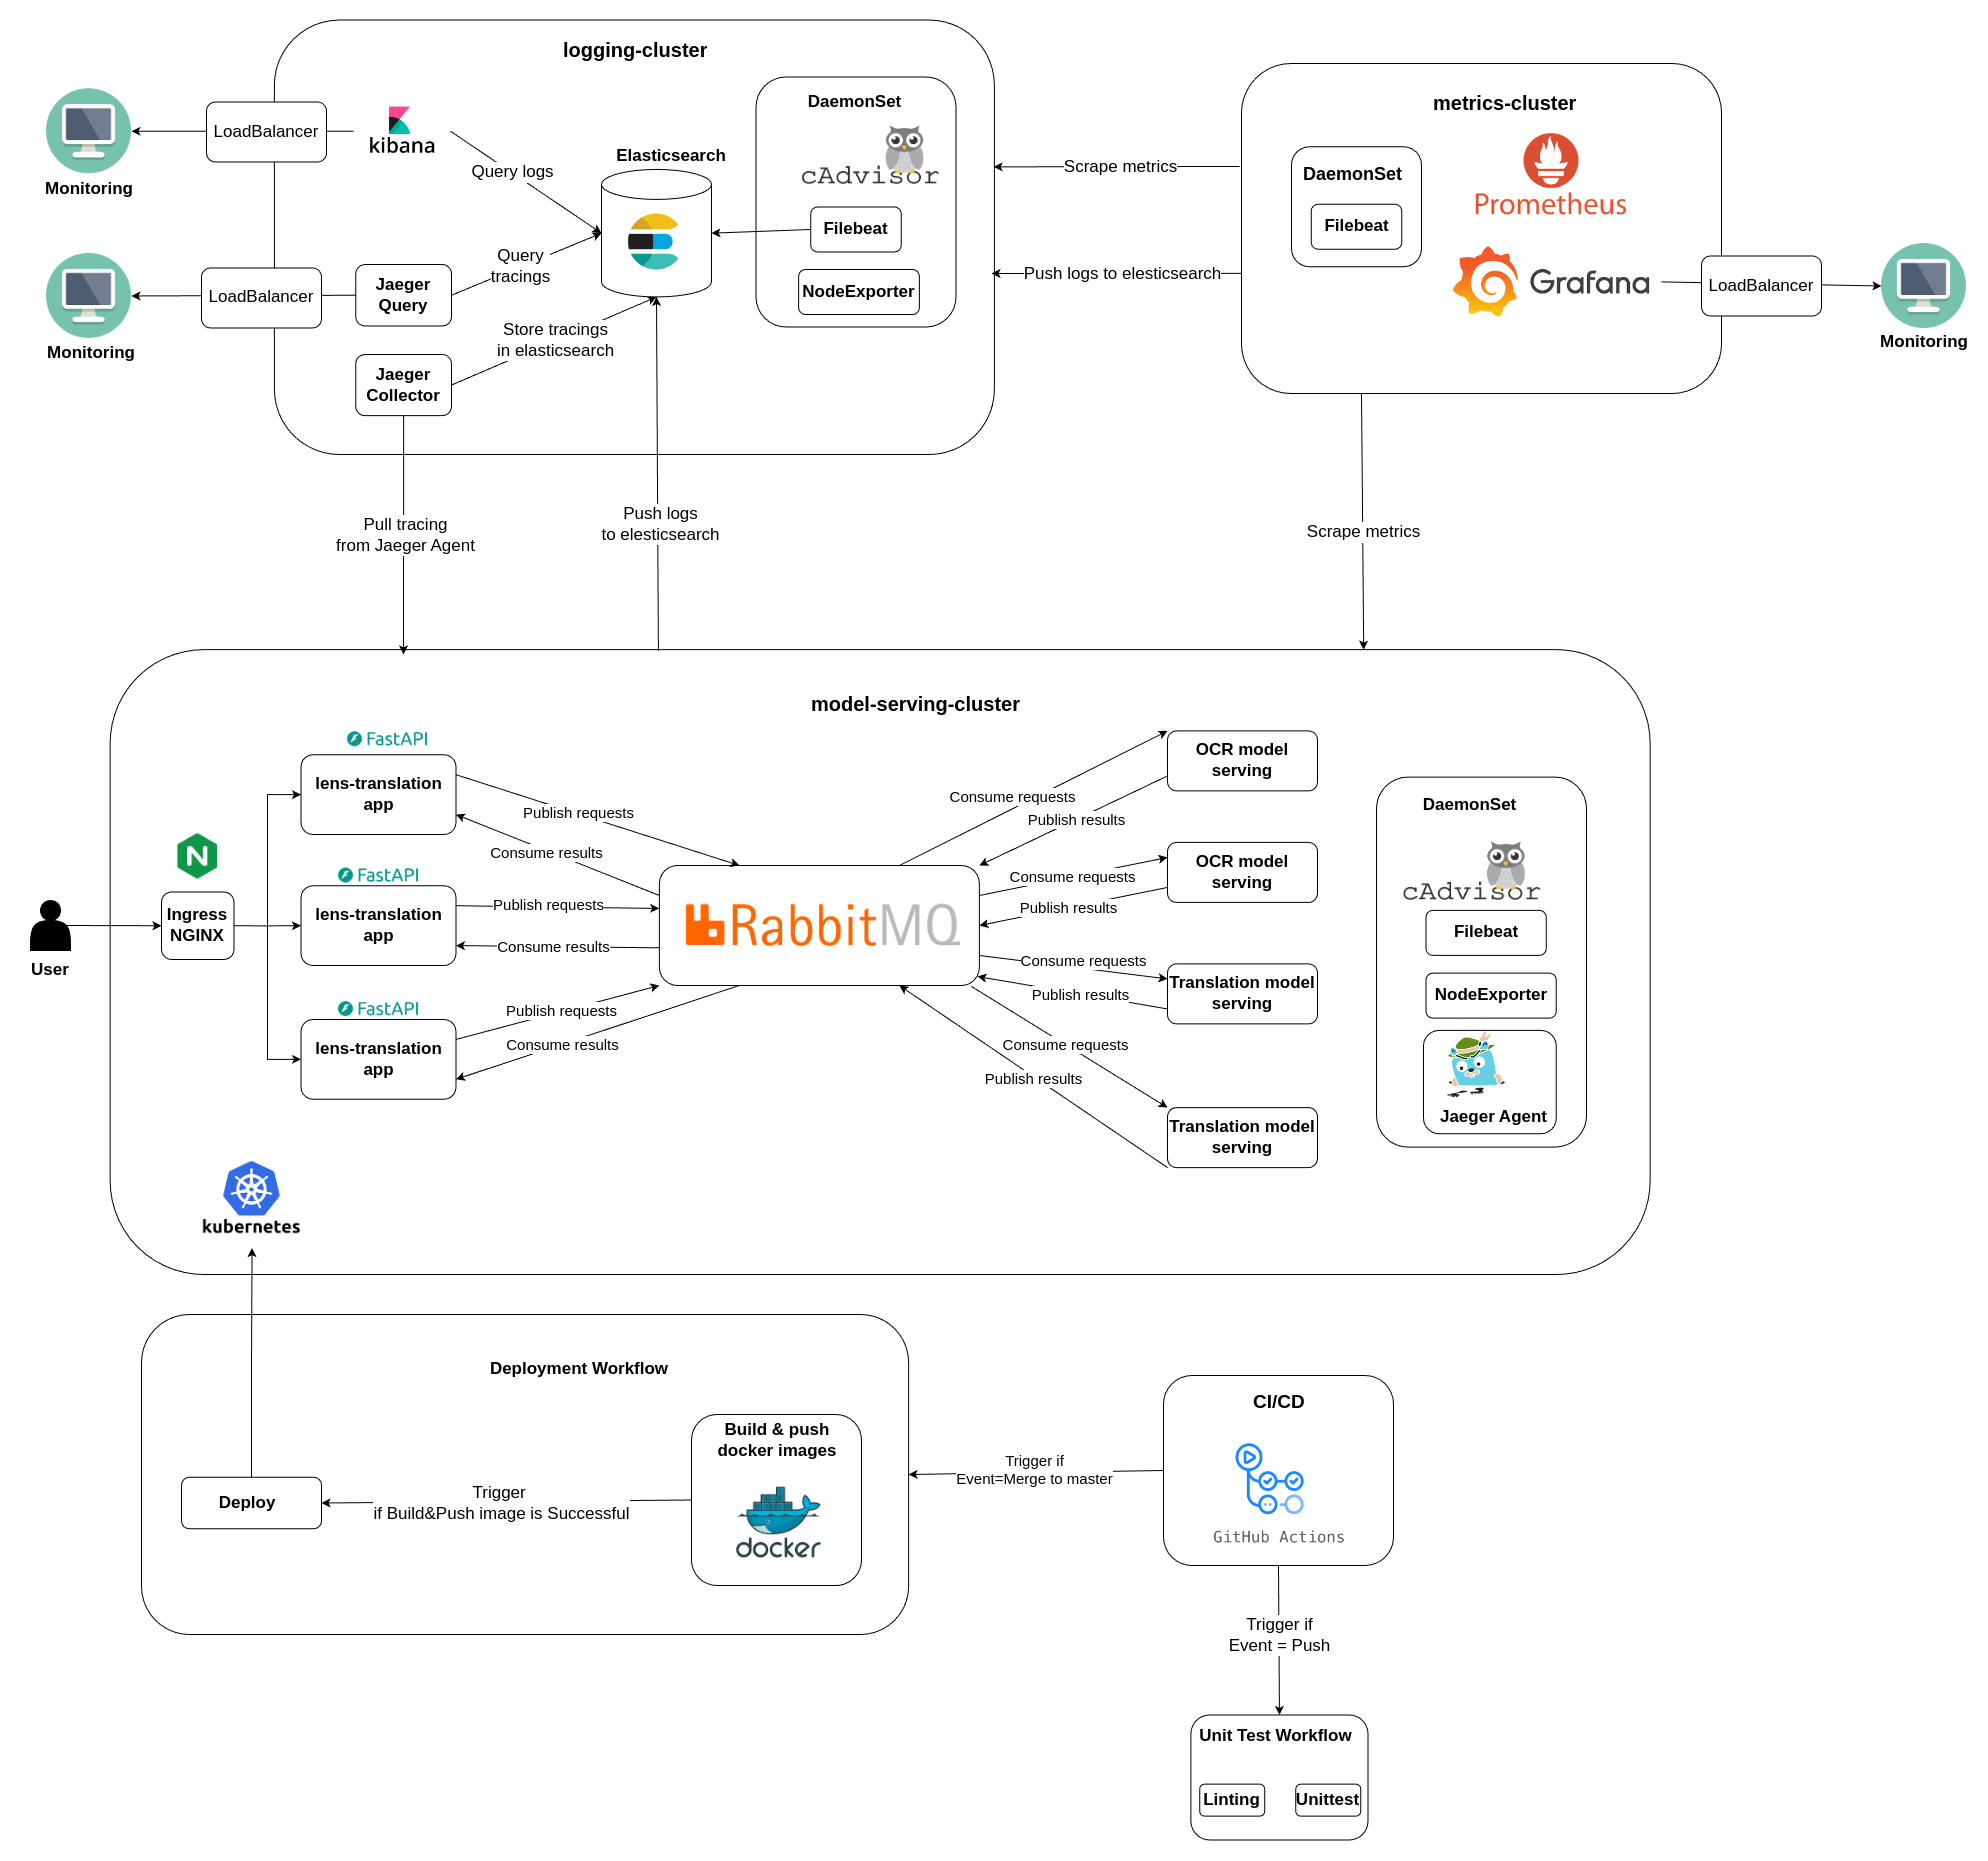 logging-cluster
LoadBalancer
kibana
Monitoring
Query logs
Elasticsearch
DaemonSet
cAdvisor
Filebeat
NodeExporter
LoadBalancer
Monitoring
Jaeger
Query
Query
tracings
Store tracings
in elasticsearch
Jaeger
Collector
Scrape metrics
Push logs to elesticsearch
metrics-cluster
DaemonSet
Filebeat
Prometheus
Grafana
LoadBalancer
Monitoring
Pull tracing
from Jaeger Agent
Push logs
to elesticsearch
Scrape metrics
model-serving-cluster
User
Ingress
NGINX
FastAPI
lens-translation
app
FastAPI
lens-translation
app
FastAPI
lens-translation
app
Publish requests
Consume results
Publish requests
Consume results
Publish requests
Consume results
RabbitMQ
Consume requests
Publish results
Consume requests
Publish results
Consume requests
Publish results
Consume requests
Publish results
OCR model
serving
OCR model
serving
Translation model
serving
Translation model
serving
DaemonSet
cAdvisor
Filebeat
NodeExporter
Jaeger Agent
kubernetes
Deployment Workflow
Deploy
Trigger
if Build&Push image is Successful
Build & push
docker images
docker
Trigger if
Event=Merge to master
CI/CD
GitHub Actions
Trigger if
Event = Push
Unit Test Workflow
Linting
Unittest